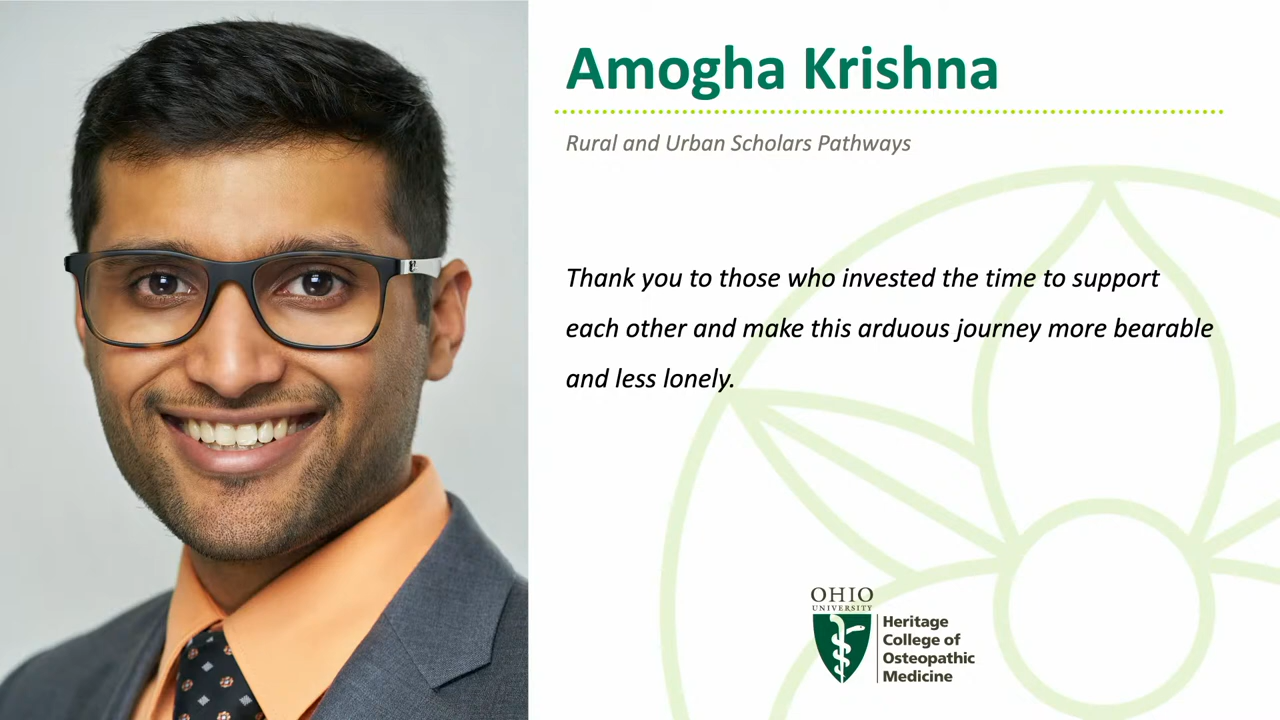 Amogha Krishna
Rural and Urban Scholars Pathways
Thank you to those who invested the time to support
each other and make this arduous journey more bearable
and less lonely.
OHIO
UNIVERSITY
Heritage
College of
Osteopathic
Medicine